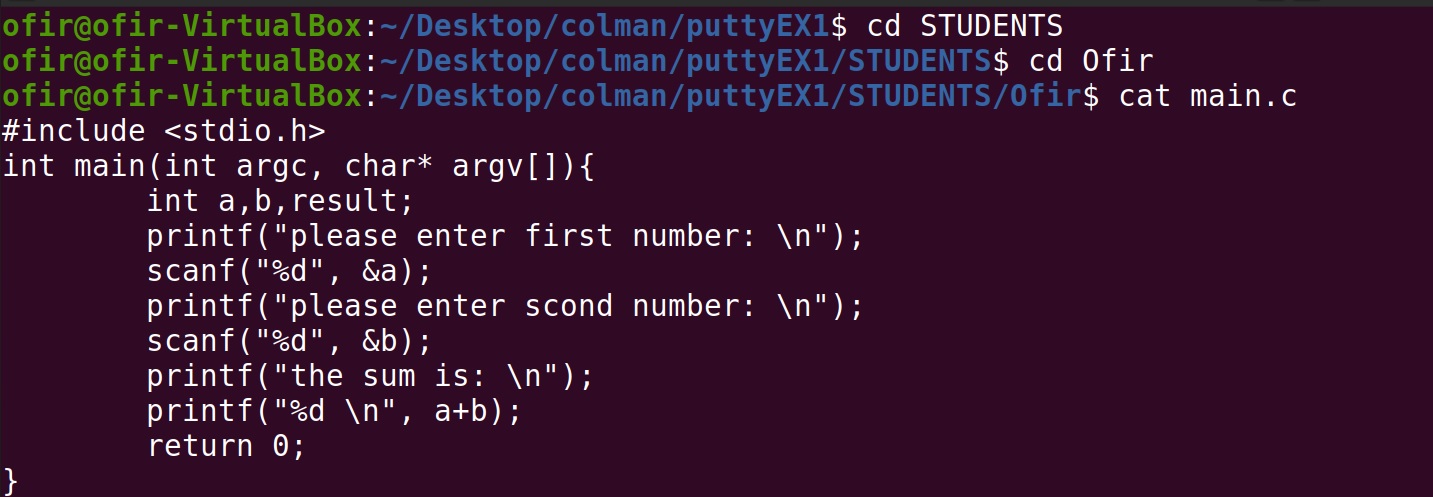 ofir@ofir-VirtualBox:~/Desktop/colman/puttyEX1$ cd STUDENTS
ofir@ofir-VirtualBox:~/Desktop/colman/puttyEX1/STUDENTS$ cd Ofir
ofir@ofir-VirtualBox:~/Desktop/colman/puttyEX1/STUDENTS/Ofir$ cat main.c
#include <stdio.h>
int main(int argc, char* argv[]){
        int a,b,result;
        printf("please enter first number: \n");
        scanf("%d", &a);
        printf("please enter scond number: \n");
        scanf("%d", &b);
        printf("the sum is: \n");
        printf("%d \n", a+b);
        return 0;
}